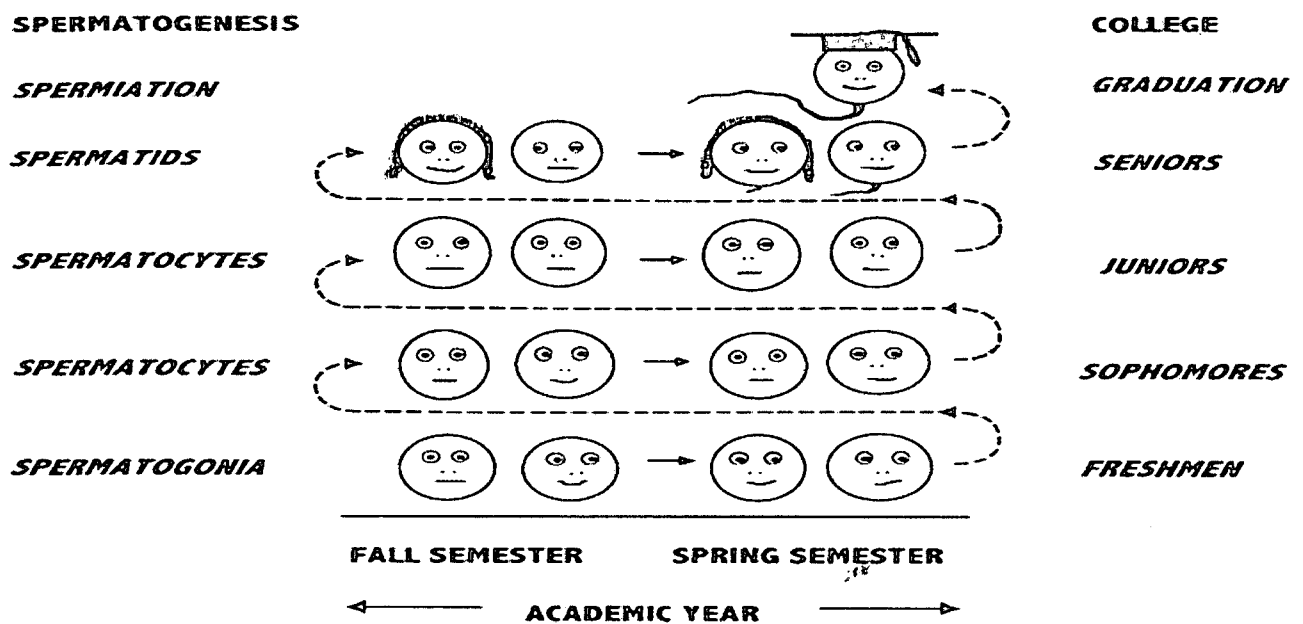 SPERMATOGENESIS
COLLEGE
SPERMIATION
GRADUATION
SPERMATIDS
SENIORS
SPERMATOCYTES
JUNIORS
SPERMATOCYTES
SOPHOMORES
SPERMATOGONIA
FRESHMEN
FALL SEMESTER
SPRING SEMESTER
ACADEMIC YEAR